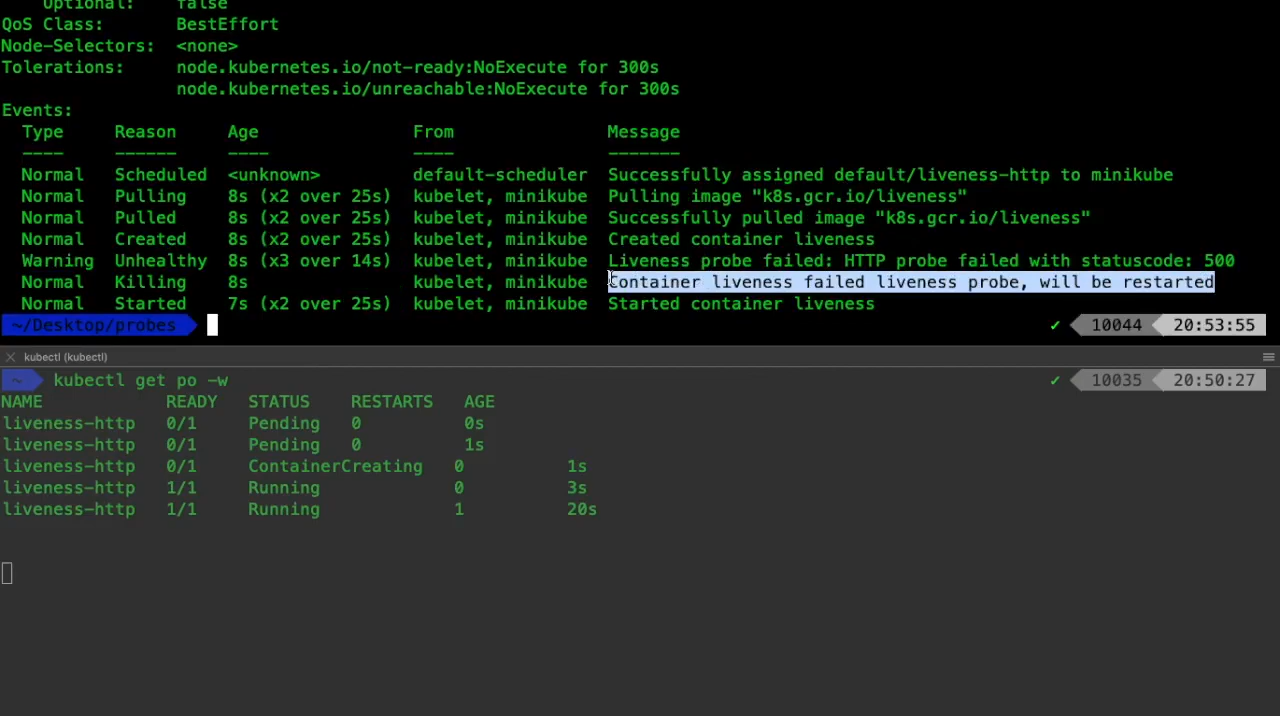 Optional: false
QoS Class: BestEffort
Node-Selectors: <none>
Tolerations: node.kubernetes.io/not-ready:NoExecute for 300s
node.kubernetes.io/unreachable:NoExecute for 300s
Events:
Type Reason Age From Message
---- ------ ---- ---- -------
Normal Scheduled <unknown> default-scheduler Successfully assigned default/liveness-http to minikube
Normal Pulling 8s (x2 over 25s) kubelet, minikube Pulling image "k8s.gcr.io/liveness"
Normal Pulled 8s (x2 over 25s) kubelet, minikube Successfully pulled image "k8s.gcr.io/liveness"
Normal Created 8s (x2 over 25s) kubelet, minikube Created container liveness
Warning Unhealthy 8s (x3 over 14s) kubelet, minikube Liveness probe failed: HTTP probe failed with statuscode: 500
Normal Killing 8s kubelet, minikube Container liveness failed liveness probe, will be restarted
Normal Started 7s (x2 over 25s) kubelet, minikube Started container liveness
~/Desktop/probes ✓ 10044 20:53:55
kubectl (kubectl)
~ kubectl get po -w ✓ 10035 20:50:27
NAME READY STATUS RESTARTS AGE
liveness-http 0/1 Pending 0 0s
liveness-http 0/1 Pending 0 1s
liveness-http 0/1 ContainerCreating 0 1s
liveness-http 1/1 Running 0 3s
liveness-http 1/1 Running 1 20s